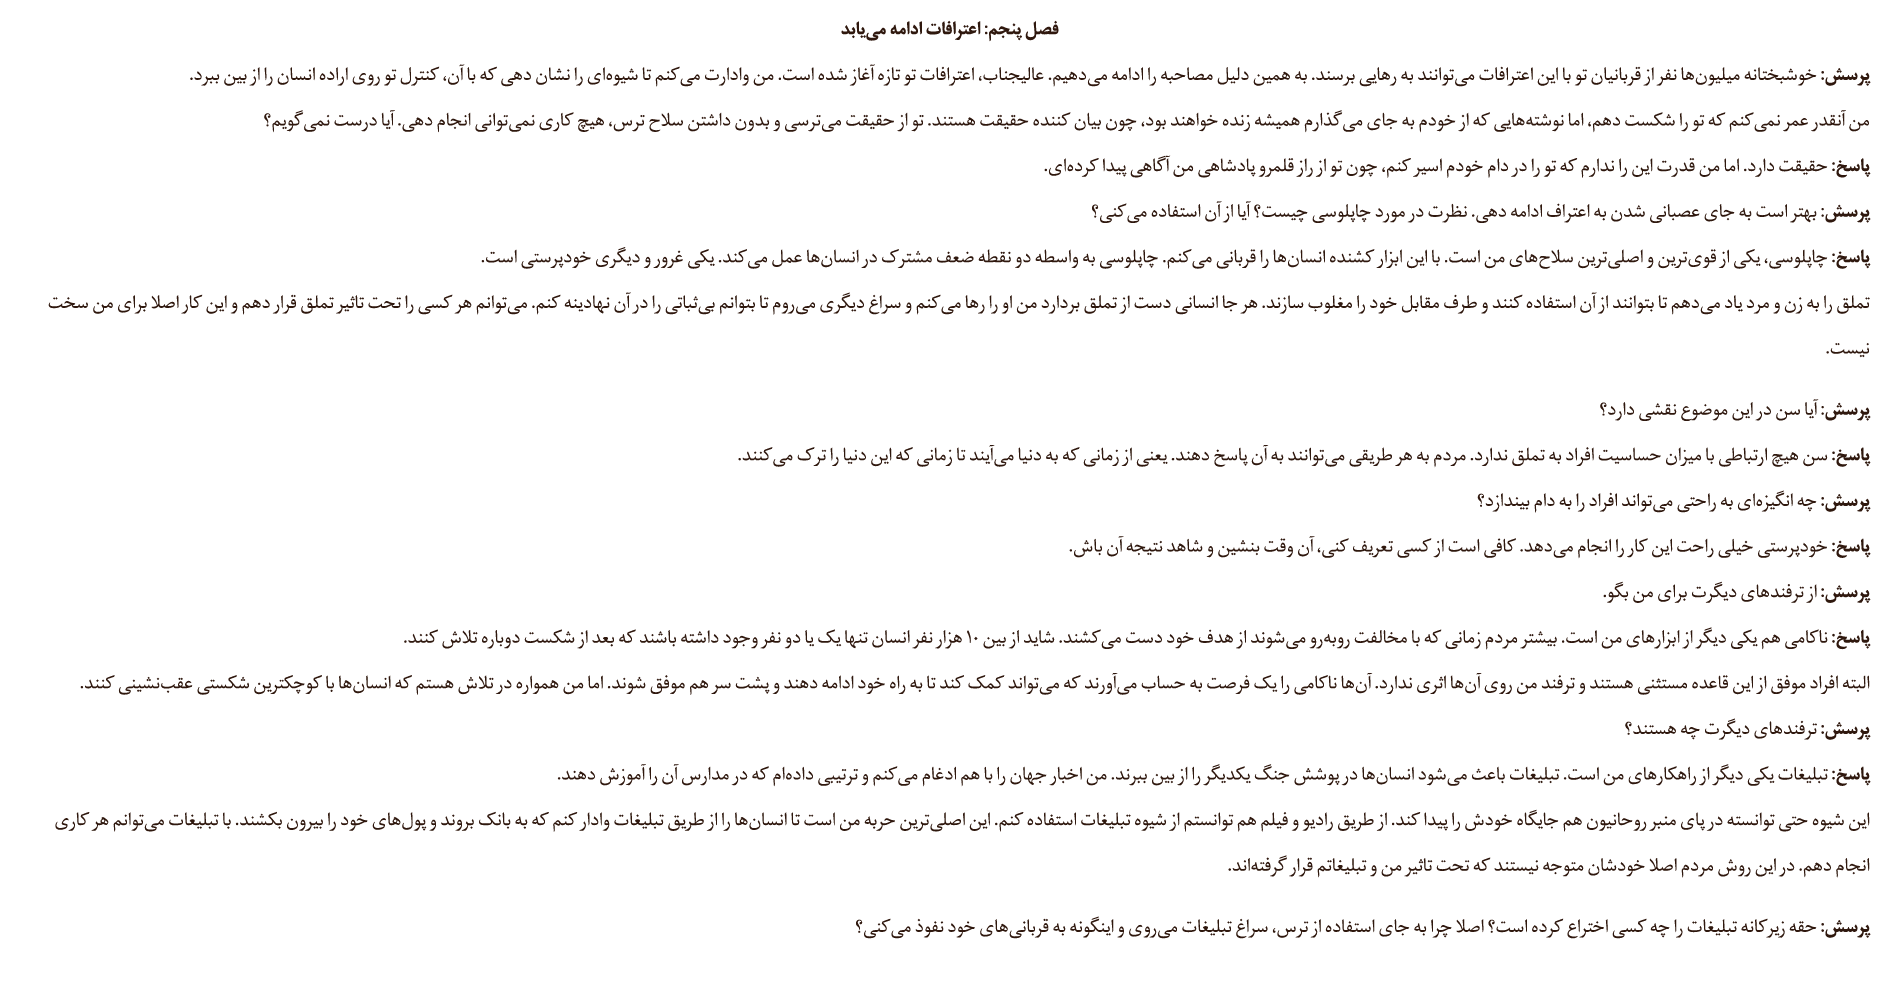 فصل پنجم: اعترافات ادامه می‌یابد
پرسش: خوشبختانه میلیون‌ها نفر از قربانیان تو با این اعترافات می‌توانند به رهایی برسند. به همین دلیل مصاحبه را ادامه می‌دهیم. عالیجناب، اعترافات تو تازه آغاز شده است. من وادارت می‌کنم تا شیوه‌ای را نشان دهی که با آن، کنترل تو روی اراده انسان را از بین ببرد.
من آنقدر عمر نمی‌کنم که تو را شکست دهم، اما نوشته‌هایی که از خودم به جای می‌گذارم همیشه زنده خواهند بود، چون بیان کننده حقیقت هستند. تو از حقیقت می‌ترسی و بدون داشتن سلاح ترس، هیچ کاری نمی‌توانی انجام دهی. آیا درست نمی‌گویم؟
پاسخ: حقیقت دارد. اما من قدرت این را ندارم که تو را در دام خودم اسیر کنم، چون تو از راز قلمرو پادشاهی من آگاهی پیدا کرده‌ای.
پرسش: بهتر است به جای عصبانی شدن به اعتراف ادامه دهی. نظرت در مورد چاپلوسی چیست؟ آیا از آن استفاده می‌کنی؟
پاسخ: چاپلوسی، یکی از قوی‌ترین و اصلی‌ترین سلاح‌های من است. با این ابزار کشنده انسان‌ها را قربانی می‌کنم. چاپلوسی به واسطه دو نقطه ضعف مشترک در انسان‌ها عمل می‌کند. یکی غرور و دیگری خودپرستی است.
تملق را به زن و مرد یاد می‌دهم تا بتوانند از آن استفاده کنند و طرف مقابل خود را مغلوب سازند. هر جا انسانی دست از تملق بردارد من او را رها می‌کنم و سراغ دیگری می‌روم تا بتوانم بی‌ثباتی را در آن نهادینه کنم. می‌توانم هر کسی را تحت تاثیر تملق قرار دهم و این کار اصلا برای من سخت
نیست.
پرسش: آیا سن در این موضوع نقشی دارد؟
پاسخ: سن هیچ ارتباطی با میزان حساسیت افراد به تملق ندارد. مردم به هر طریقی می‌توانند به آن پاسخ دهند. یعنی از زمانی که به دنیا می‌آیند تا زمانی که این دنیا را ترک می‌کنند.
پرسش: چه انگیزه‌ای به راحتی می‌تواند افراد را به دام بیندازد؟
پاسخ: خودپرستی خیلی راحت این کار را انجام می‌دهد. کافی است از کسی تعریف کنی، آن وقت بنشین و شاهد نتیجه آن باش.
پرسش: از ترفندهای دیگرت برای من بگو.
پاسخ: ناکامی هم یکی دیگر از ابزارهای من است. بیشتر مردم زمانی که با مخالفت روبه‌رو می‌شوند از هدف خود دست می‌کشند. شاید از بین ۱۰ هزار نفر انسان تنها یک یا دو نفر وجود داشته باشند که بعد از شکست دوباره تلاش کنند.
البته افراد موفق از این قاعده مستثنی هستند و ترفند من روی آن‌ها اثری ندارد. آن‌ها ناکامی را یک فرصت به حساب می‌آورند که می‌تواند کمک کند تا به راه خود ادامه دهند و پشت سر هم موفق شوند. اما من همواره در تلاش هستم که انسان‌ها با کوچکترین شکستی عقب‌نشینی کنند.
پرسش: ترفندهای دیگرت چه هستند؟
پاسخ: تبلیغات یکی دیگر از راهکارهای من است. تبلیغات باعث می‌شود انسان‌ها در پوشش جنگ یکدیگر را از بین ببرند. من اخبار جهان را با هم ادغام می‌کنم و ترتیبی داده‌ام که در مدارس آن را آموزش دهند.
این شیوه حتی توانسته در پای منبر روحانیون هم جایگاه خودش را پیدا کند. از طریق رادیو و فیلم هم توانستم از شیوه تبلیغات استفاده کنم. این اصلی‌ترین حربه من است تا انسان‌ها را از طریق تبلیغات وادار کنم که به بانک بروند و پول‌های خود را بیرون بکشند. با تبلیغات می‌توانم هر کاری
انجام دهم. در این روش مردم اصلا خودشان متوجه نیستند که تحت تاثیر من و تبلیغاتم قرار گرفته‌اند.
پرسش: حقه زیرکانه تبلیغات را چه کسی اختراع کرده است؟ اصلا چرا به جای استفاده از ترس، سراغ تبلیغات می‌روی و اینگونه به قربانی‌های خود نفوذ می‌کنی؟